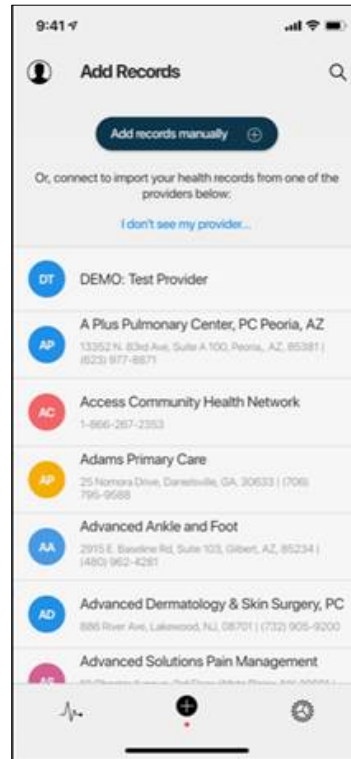 9:41
Add Records
Add records manually
Or, connect to import your health records from one of the
providers below:
I don't see my provider...
DT
DEMO: Test Provider
AP
A Plus Pulmonary Center, PC Peoria, AZ
13352 N. 83rd Ave, Suite A 100, Peoria, AZ, 85381 |
(623) 977-8871
AC
Access Community Health Network
1-866-267-2353
AP
Adams Primary Care
25 Nomora Drive, Danielsville, GA, 30633 | (706)
795-9588
AA
Advanced Ankle and Foot
2915 E. Baseline Rd, Suite 103, Gilbert, AZ, 85234 |
(480) 962-4281
AD
Advanced Dermatology & Skin Surgery, PC
886 River Ave, Lakewood, NJ, 08701 | (732) 905-9200
AS
Advanced Solutions Pain Management